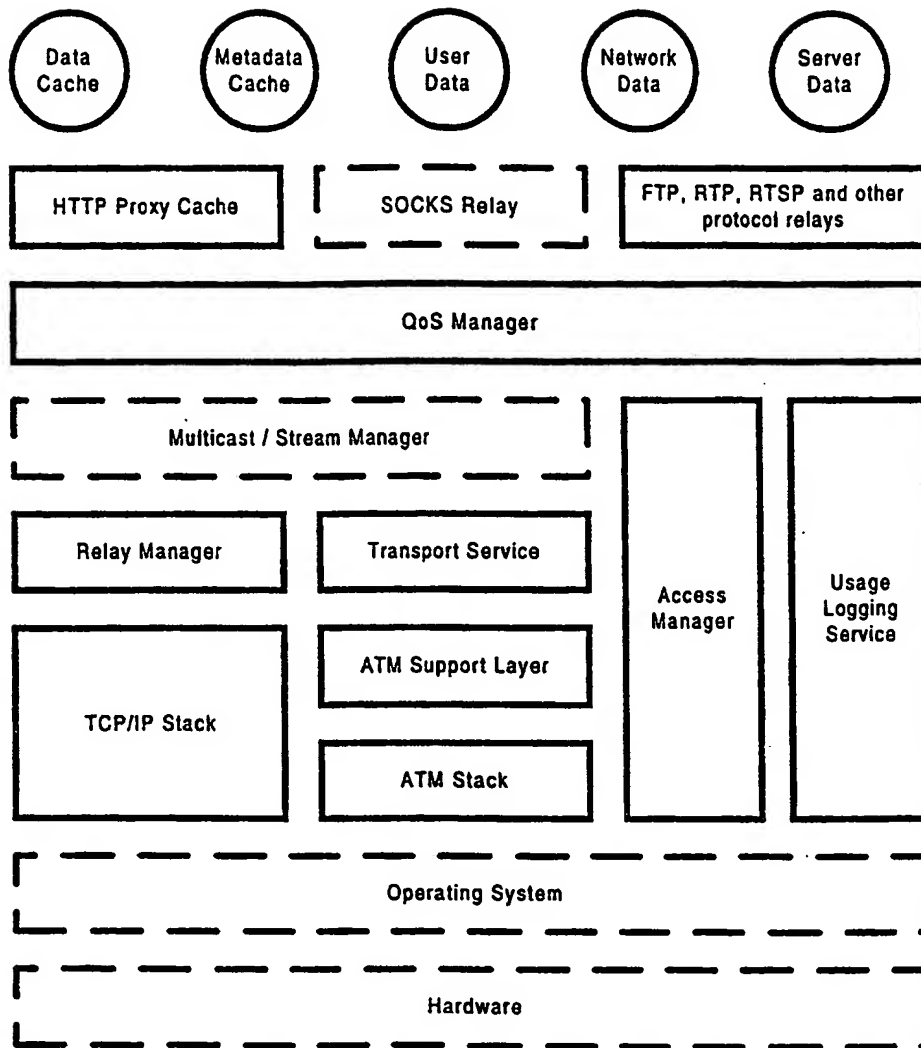 Data
Cache
Metadata
Cache
User
Data
Network
Data
Server
Data
HTTP Proxy Cache
SOCKS Relay
FTP, RTP, RTSP and other
protocol relays
QoS Manager
Multicast / Stream Manager
Relay Manager
Transport Service
Access
Manager
Usage
Logging
Service
ATM Support Layer
TCP/IP Stack
ATM Stack
Operating System
Hardware